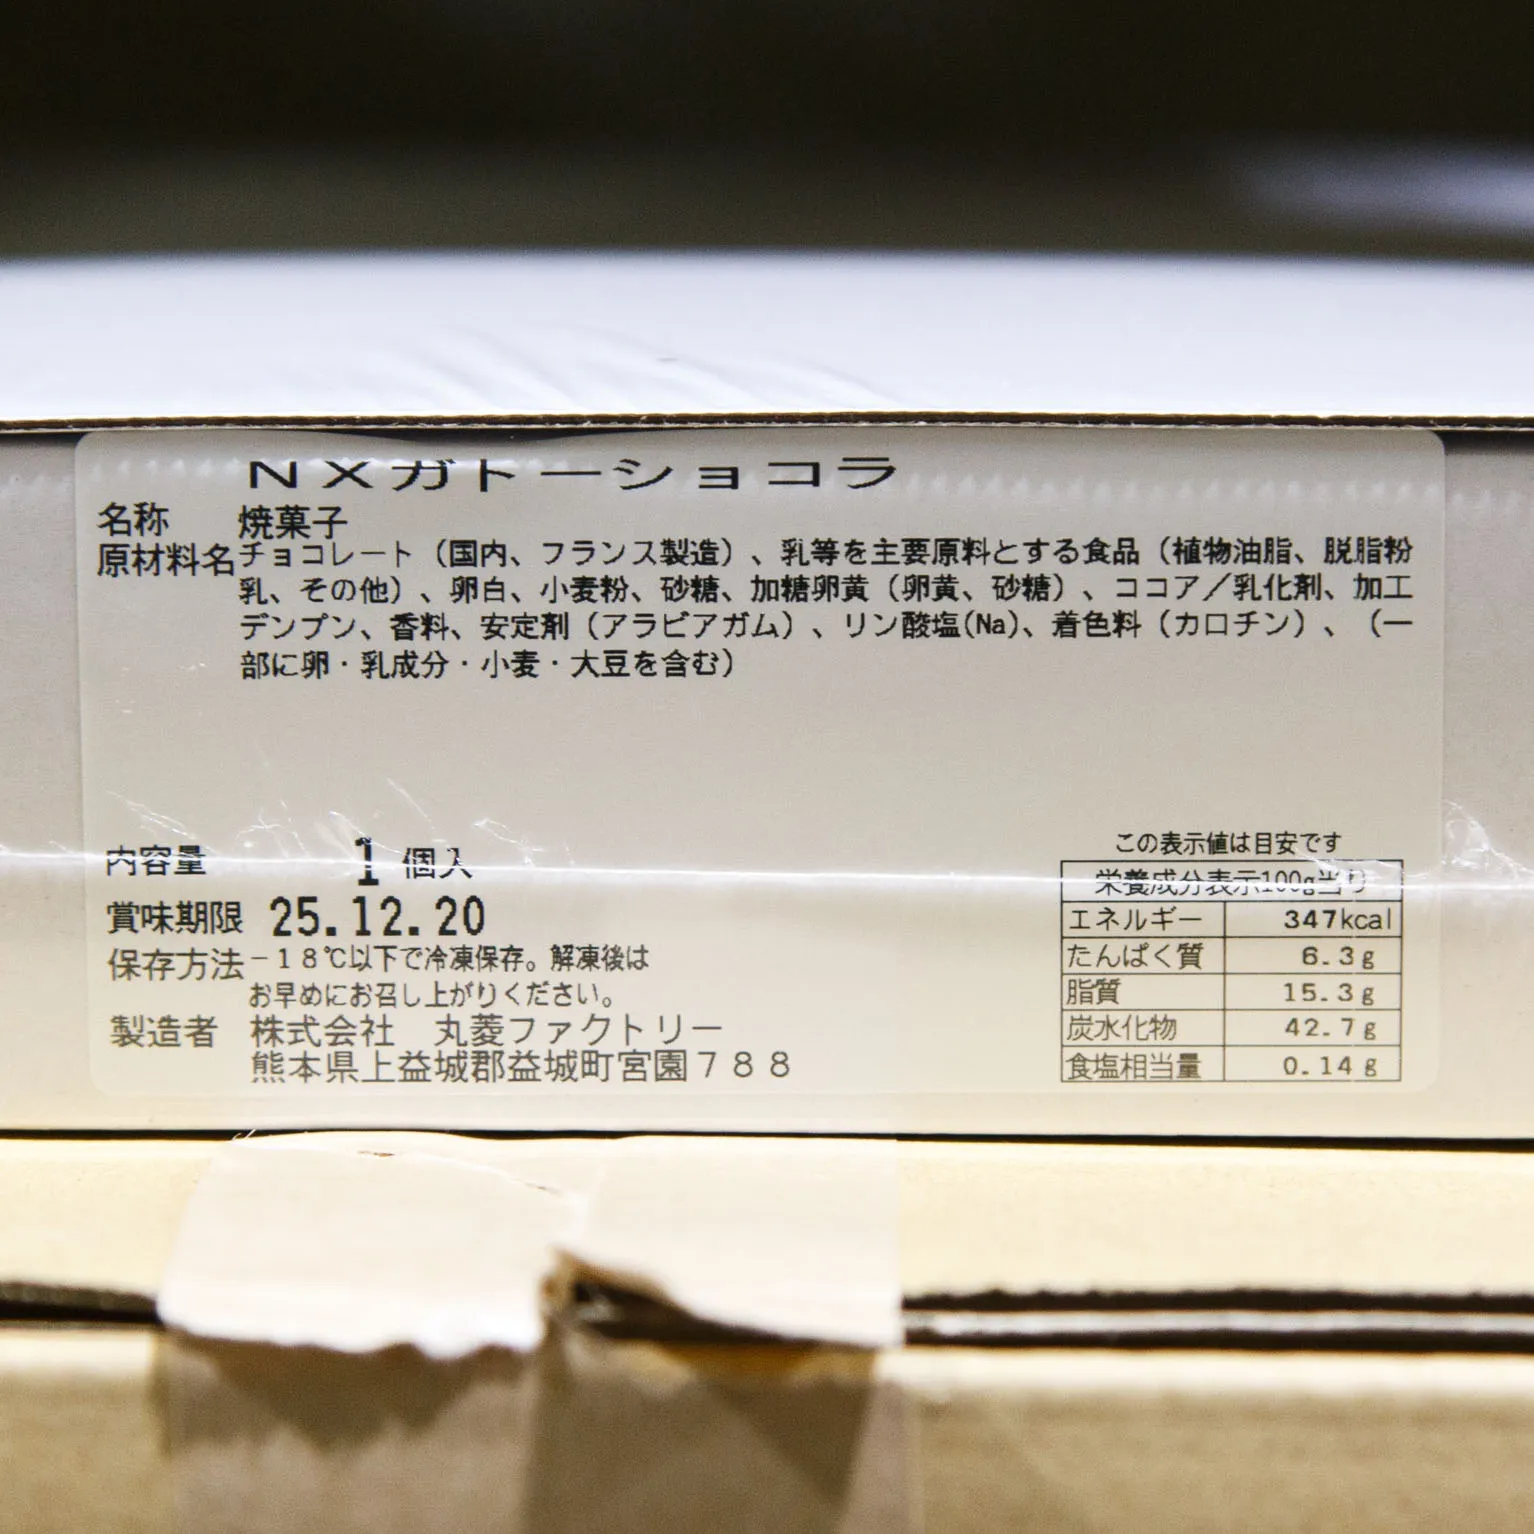 NXガトーショコラ
名称 焼菓子
原材料名 チョコレート（国内、フランス製造）、乳等を主要原料とする食品（植物油脂、脱脂粉
乳、その他）、卵白、小麦粉、砂糖、加糖卵黄（卵黄、砂糖）、ココア／乳化剤、加工
デンプン、香料、安定剤（アラビアガム）、リン酸塩(Na)、着色料（カロチン）、（一
部に卵・乳成分・小麦・大豆を含む）
内容量 1 個入
賞味期限 25.12.20
保存方法 －18℃以下で冷凍保存。解凍後は
お早めにお召し上がりください。
製造者 株式会社 丸菱ファクトリー
熊本県上益城郡益城町宮園788
この表示値は目安です
栄養成分表示100g当り
エネルギー 347kcal
たんぱく質 6.3g
脂質 15.3g
炭水化物 42.7g
食塩相当量 0.14g